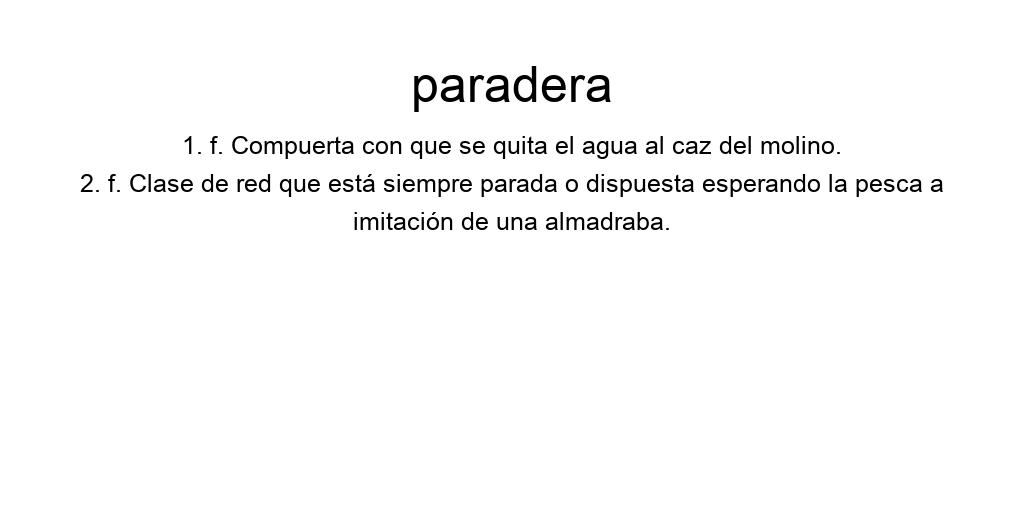 paradera
1. f. Compuerta con que se quita el agua al caz del molino.
2. f. Clase de red que está siempre parada o dispuesta esperando la pesca a
imitación de una almadraba.